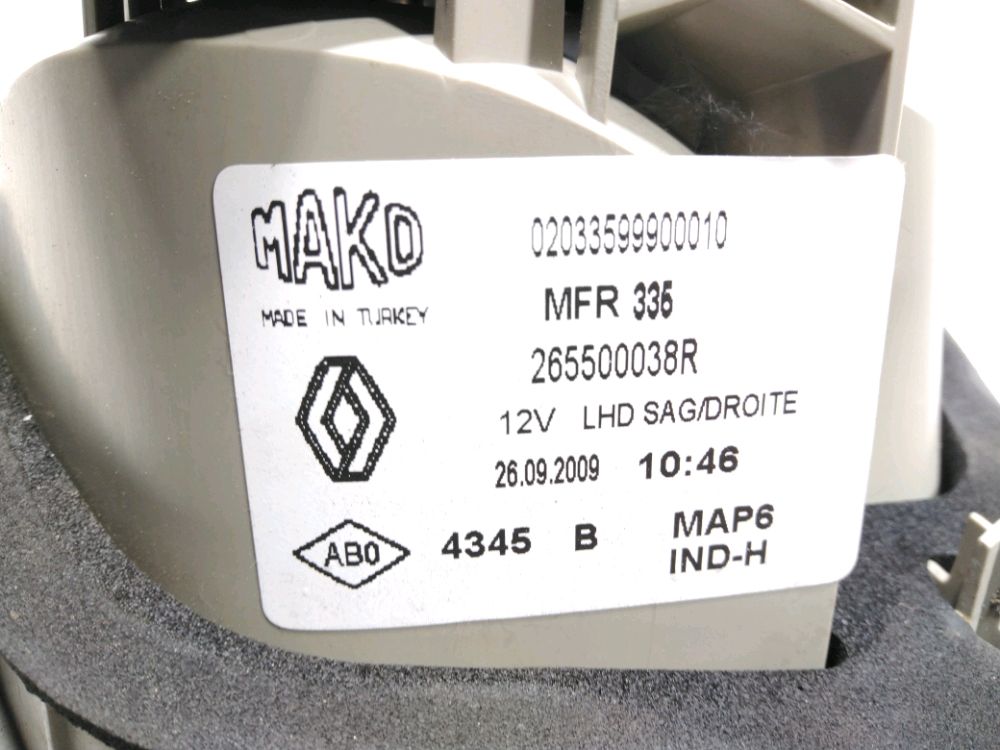 MAKO
MADE IN TURKEY
02033599900010
MFR 335
265500038R
12V LHD SAG/DROITE
26.09.2009 10:46
ABO 4345 B MAP6
IND-H